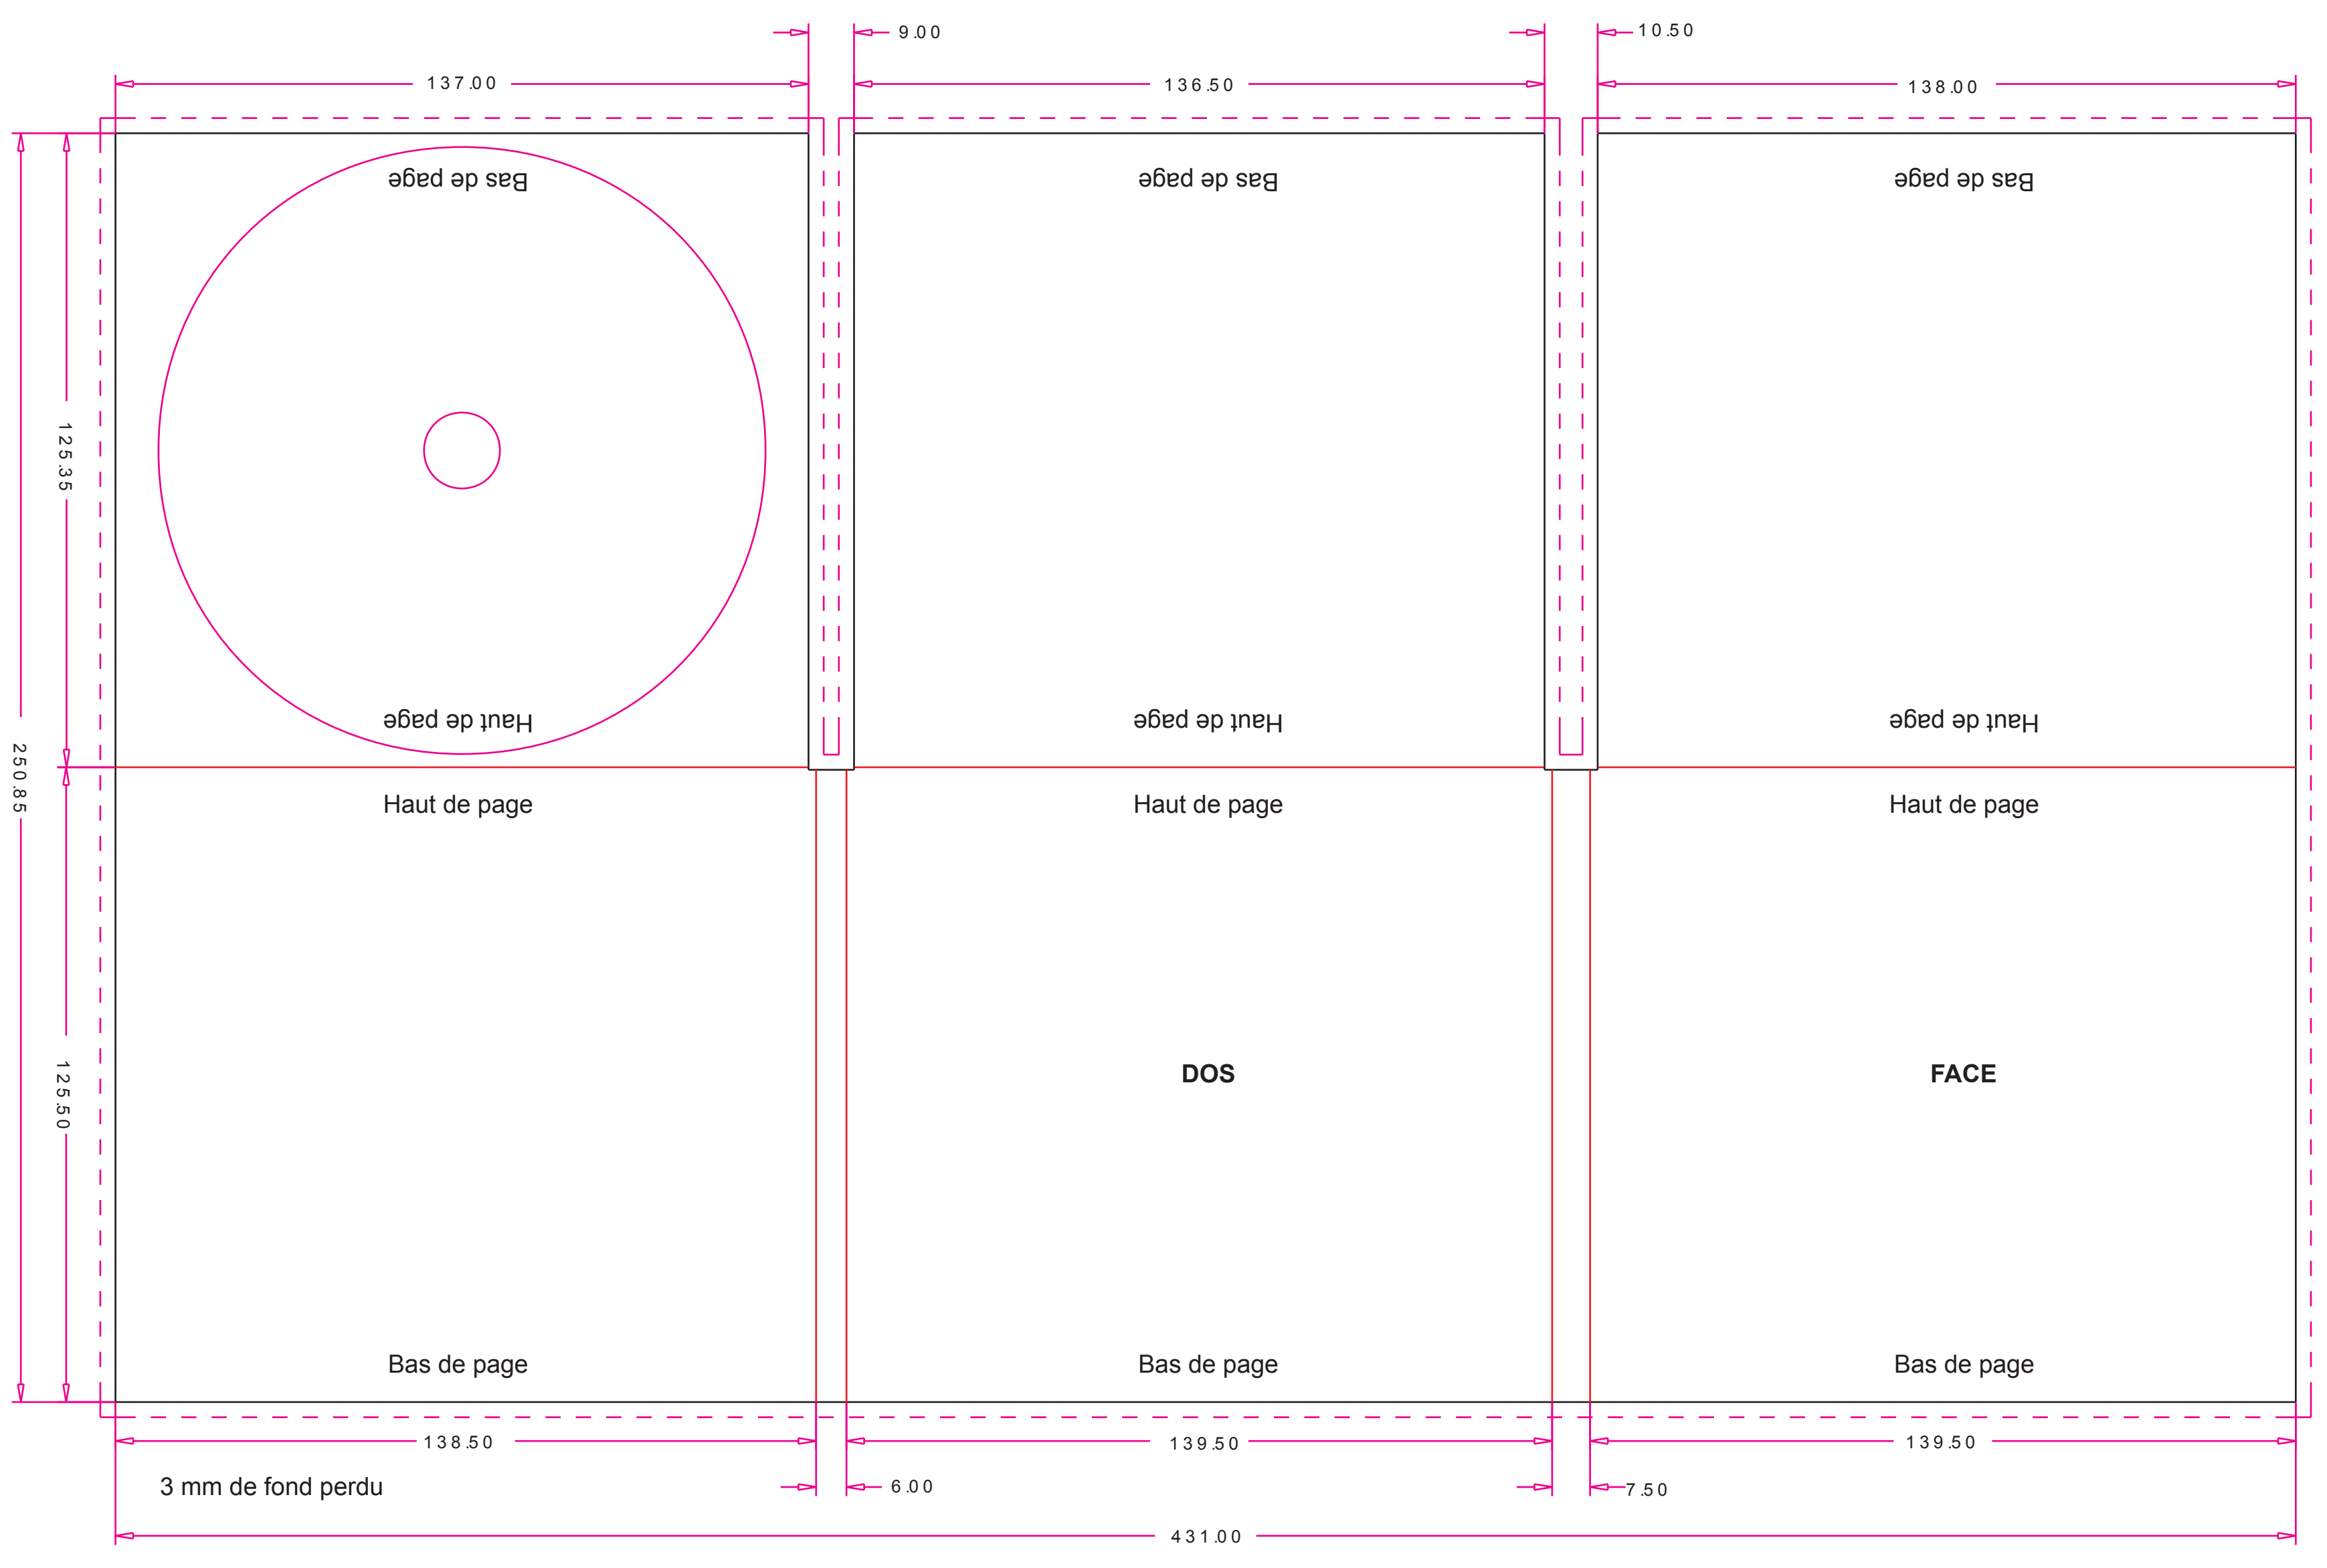 9.00
10.50
137.00
136.50
138.00
Bas de page
Bas de page
Bas de page
125.35
Haut de page
Haut de page
Haut de page
250.85
Haut de page
Haut de page
Haut de page
125.50
DOS
FACE
Bas de page
Bas de page
Bas de page
138.50
139.50
139.50
3 mm de fond perdu
6.00
7.50
431.00